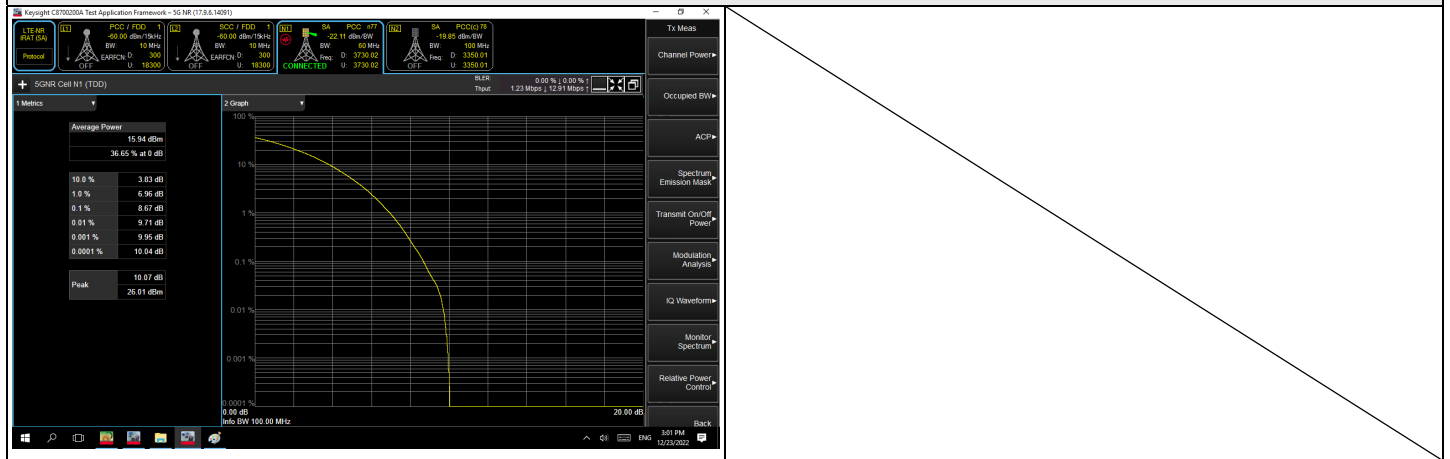 Keysight C8700200A Test Application Framework – 5G NR (17.9.6.14091)
LTE-NR
IRAT (SA)
Protocol
L1 PCC / FDD 1
-60.00 dBm/15kHz
BW: 10 MHz
EARFCN: D: 300
OFF U: 18300
L2 SCC / FDD 1
-60.00 dBm/15kHz
BW: 10 MHz
EARFCN: D: 300
OFF U: 18300
N1 SA PCC n77
-22.11 dBm/BW
BW: 60 MHz
Freq: D: 3730.02
CONNECTED U: 3730.02
N2 SA PCC(c) 78
-19.85 dBm/BW
BW: 100 MHz
Freq: D: 3350.01
OFF U: 3350.01
5GNR Cell N1 (TDD)
BLER: 0.00 % ↓ 0.00 % ↑
Thput: 1.23 Mbps ↓ 12.91 Mbps ↑
1 Metrics
Average Power
15.94 dBm
36.65 % at 0 dB
10.0 % 3.83 dB
1.0 % 6.96 dB
0.1 % 8.67 dB
0.01 % 9.71 dB
0.001 % 9.95 dB
0.0001 % 10.04 dB
Peak
10.07 dB
26.01 dBm
2 Graph
100 %
10 %
1 %
0.1 %
0.01 %
0.001 %
0.0001 %
0.00 dB 20.00 dB
Info BW 100.00 MHz
Tx Meas
Channel Power
Occupied BW
ACP
Spectrum
Emission Mask
Transmit On/Off
Power
Modulation
Analysis
IQ Waveform
Monitor
Spectrum
Relative Power
Control
Back
ENG
3:01 PM
12/23/2022